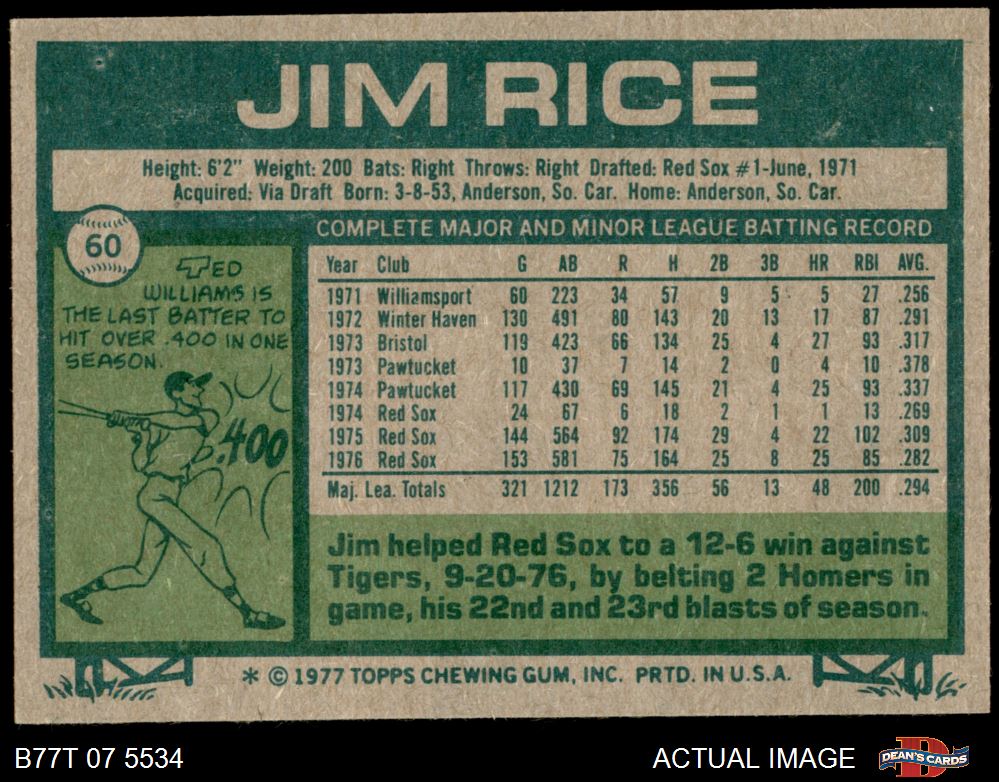 JIM RICE
Height: 6'2" Weight: 200 Bats: Right Throws: Right Drafted: Red Sox #1-June, 1971
Acquired: Via Draft Born: 3-8-53, Anderson, So. Car. Home: Anderson, So. Car.
60
TED
WILLIAMS IS
THE LAST BATTER TO
HIT OVER .400 IN ONE
SEASON.
.400
COMPLETE MAJOR AND MINOR LEAGUE BATTING RECORD
Year Club G AB R H 2B 3B HR RBI AVG.
1971 Williamsport 60 223 34 57 9 5 5 27 .256
1972 Winter Haven 130 491 80 143 20 13 17 87 .291
1973 Bristol 119 423 66 134 25 4 27 93 .317
1973 Pawtucket 10 37 7 14 2 0 4 10 .378
1974 Pawtucket 117 430 69 145 21 4 25 93 .337
1974 Red Sox 24 67 6 18 2 1 1 13 .269
1975 Red Sox 144 564 92 174 29 4 22 102 .309
1976 Red Sox 153 581 75 164 25 8 25 85 .282
Maj. Lea. Totals 321 1212 173 356 56 13 48 200 .294
Jim helped Red Sox to a 12-6 win against
Tigers, 9-20-76, by belting 2 Homers in
game, his 22nd and 23rd blasts of season.
* © 1977 TOPPS CHEWING GUM, INC. PRTD. IN U.S.A.
B77T 07 5534
ACTUAL IMAGE
DEAN'S CARDS